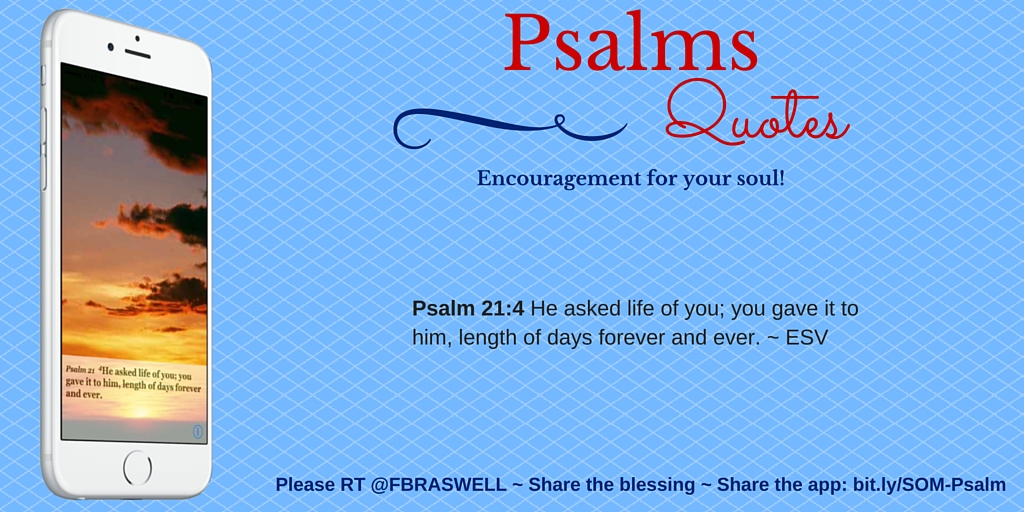 Psalms
Quotes
Encouragement for your soul!
Psalm 21:4 He asked life of you; you gave it to
him, length of days forever and ever. ~ ESV
Psalm 21 ⁴He asked life of you; you
gave it to him, length of days forever
and ever.
Please RT @FBRASWELL ~ Share the blessing ~ Share the app: bit.ly/SOM-Psalm